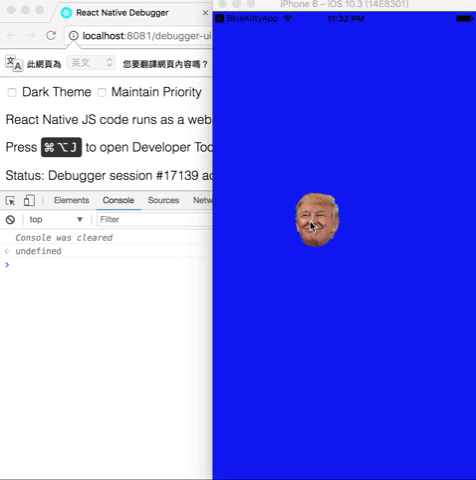 React Native Debugger
localhost:8081/debugger-ui
此網頁為 英文 您要翻譯網頁內容嗎？
Dark Theme Maintain Priority
React Native JS code runs as a web
Press ⌘⌥J to open Developer Too
Status: Debugger session #17139 ac
Elements Console Sources Netw
top Filter
Console was cleared
undefined
iPhone 6 – iOS 10.3 (14E8301)
BlueKittyApp 11:32 PM